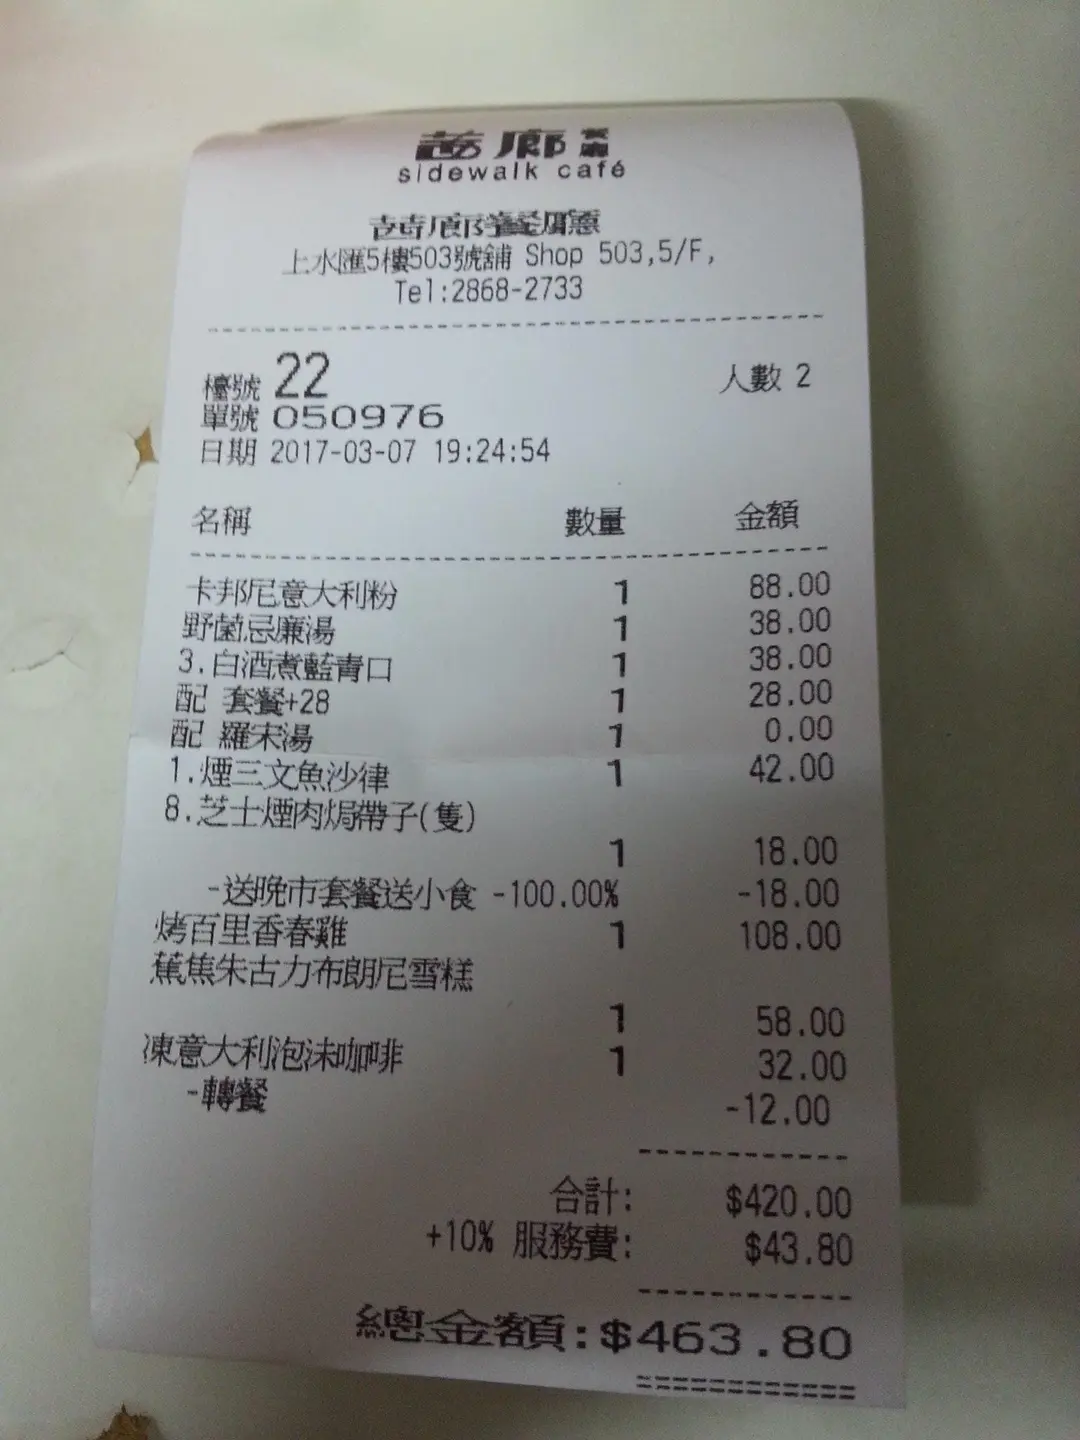 茜廊餐廳
sidewalk café
茜廊餐廳
上水匯5樓503號舖 Shop 503,5/F,
Tel:2868-2733
檯號 22 人數 2
單號 050976
日期 2017-03-07 19:24:54
名稱 數量 金額
卡邦尼意大利粉 1 88.00
野菌忌廉湯 1 38.00
3.白酒煮藍青口 1 38.00
配 套餐+28 1 28.00
配 羅宋湯 1 0.00
1.煙三文魚沙律 1 42.00
8.芝士煙肉焗帶子(隻)
1 18.00
-送晚市套餐送小食 -100.00% -18.00
烤百里香春雞 1 108.00
蕉焦朱古力布朗尼雪糕
1 58.00
凍意大利泡沫咖啡 1 32.00
-轉餐 -12.00
合計: $420.00
+10% 服務費: $43.80
總金額:$463.80